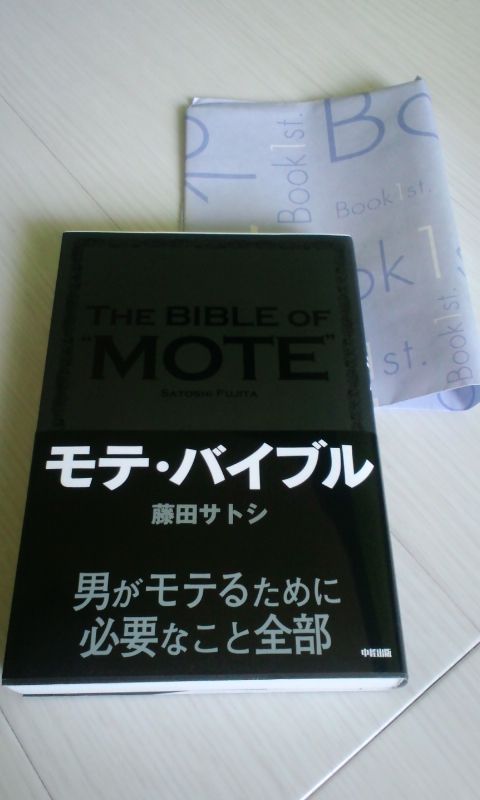 THE BIBLE OF
"MOTE"
SATOSHI FUJITA
モテ・バイブル
藤田サトシ
男がモテるために
必要なこと全部
中経出版
Book1st.
Book1st.
Book1st.